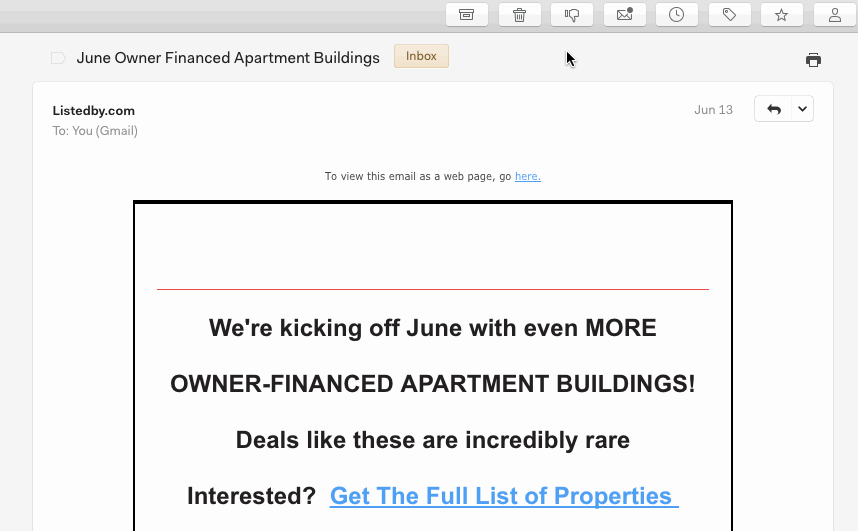 June Owner Financed Apartment Buildings
Inbox
Listedby.com
Jun 13
To: You (Gmail)
To view this email as a web page, go here.
We're kicking off June with even MORE
OWNER-FINANCED APARTMENT BUILDINGS!
Deals like these are incredibly rare
Interested? Get The Full List of Properties